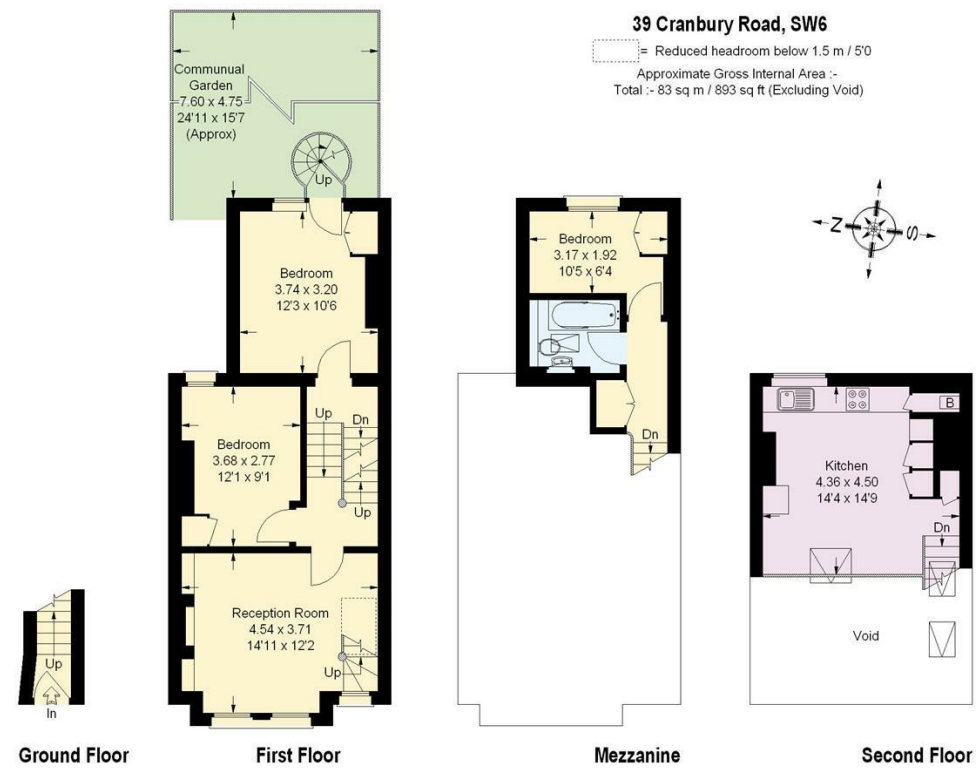 39 Cranbury Road, SW6
= Reduced headroom below 1.5 m / 5'0
Approximate Gross Internal Area :-
Total :- 83 sq m / 893 sq ft (Excluding Void)
N
S
Communual
Garden
7.60 x 4.75
24'11 x 15'7
(Approx)
Up
Bedroom
3.74 x 3.20
12'3 x 10'6
Bedroom
3.68 x 2.77
12'1 x 9'1
Up
Dn
Up
Reception Room
4.54 x 3.71
14'11 x 12'2
Up
Up
In
Bedroom
3.17 x 1.92
10'5 x 6'4
Dn
B
Kitchen
4.36 x 4.50
14'4 x 14'9
Dn
Void
Ground Floor
First Floor
Mezzanine
Second Floor